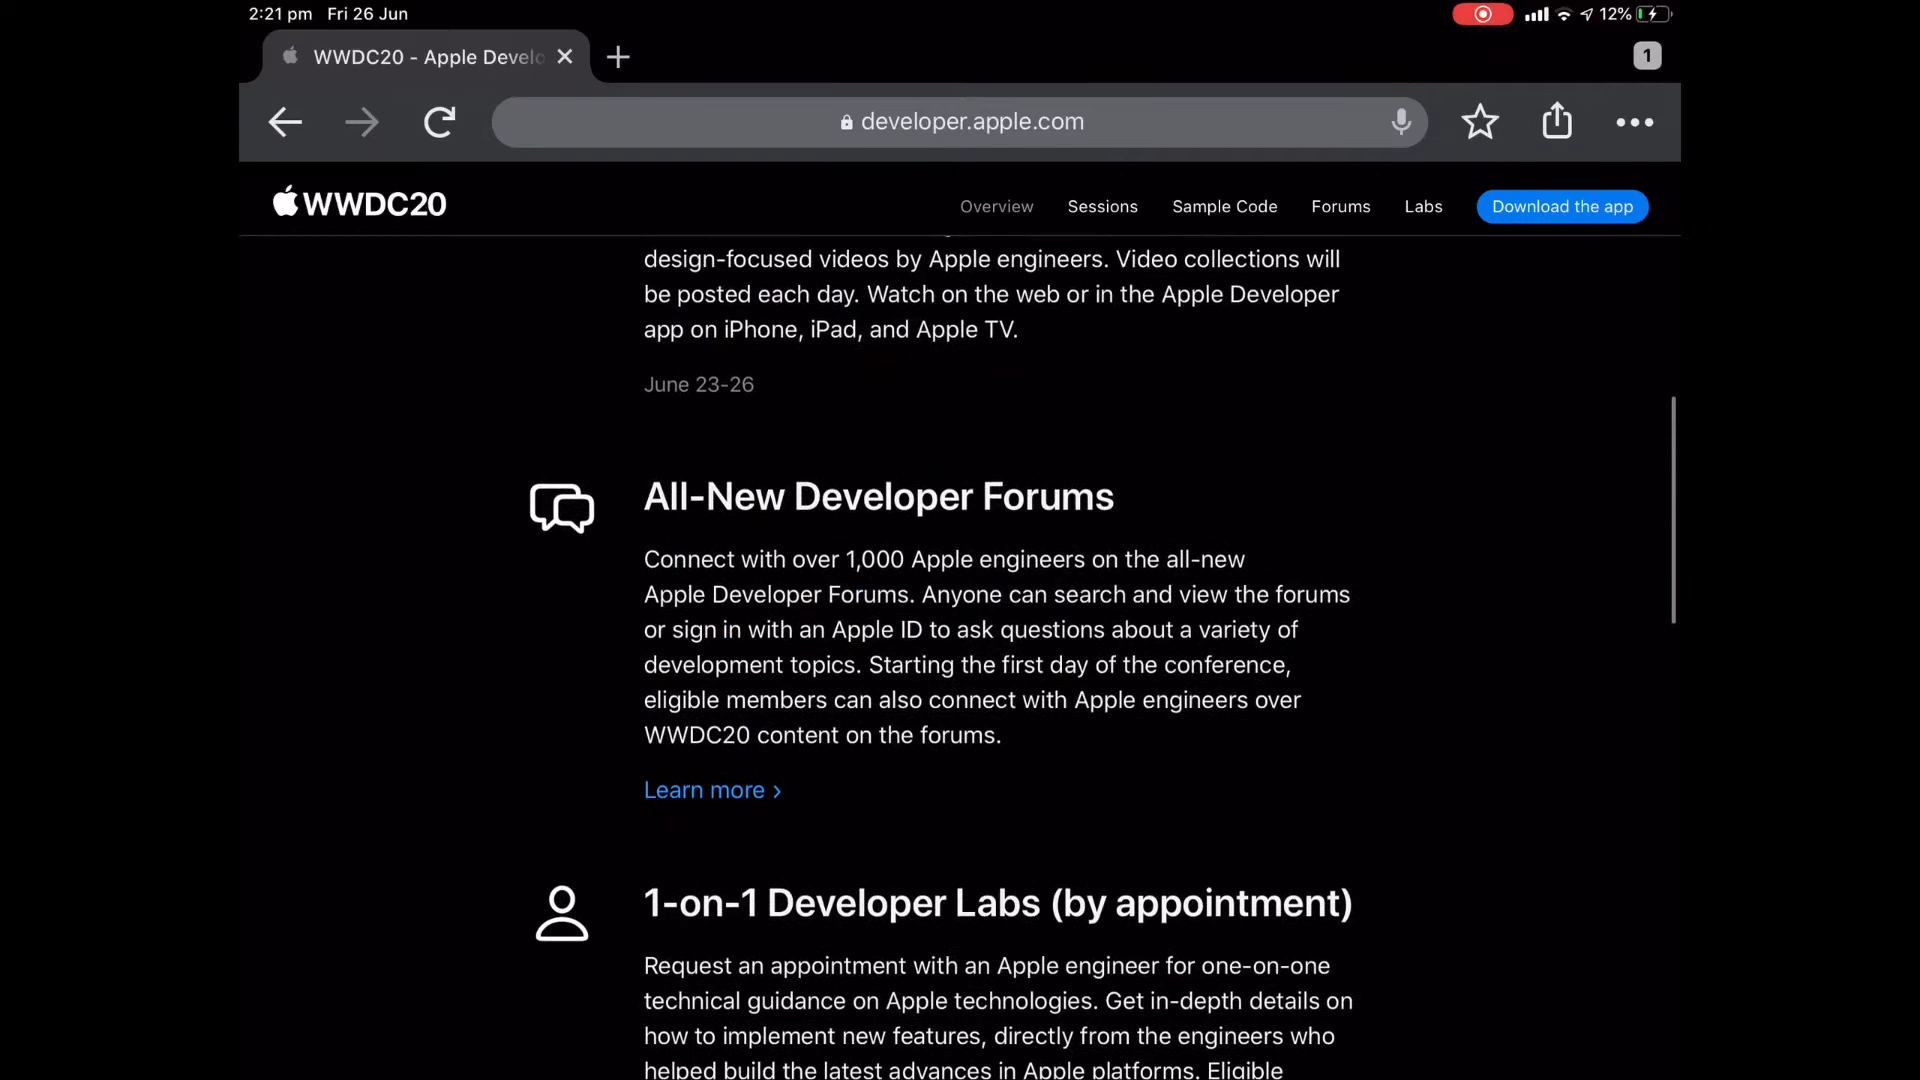 2:21 pm Fri 26 Jun 12%
WWDC20 - Apple Develo
1
developer.apple.com
WWDC20 Overview Sessions Sample Code Forums Labs Download the app
design-focused videos by Apple engineers. Video collections will
be posted each day. Watch on the web or in the Apple Developer
app on iPhone, iPad, and Apple TV.
June 23-26
All-New Developer Forums
Connect with over 1,000 Apple engineers on the all-new
Apple Developer Forums. Anyone can search and view the forums
or sign in with an Apple ID to ask questions about a variety of
development topics. Starting the first day of the conference,
eligible members can also connect with Apple engineers over
WWDC20 content on the forums.
Learn more ›
1-on-1 Developer Labs (by appointment)
Request an appointment with an Apple engineer for one-on-one
technical guidance on Apple technologies. Get in-depth details on
how to implement new features, directly from the engineers who
helped build the latest advances in Apple platforms. Eligible